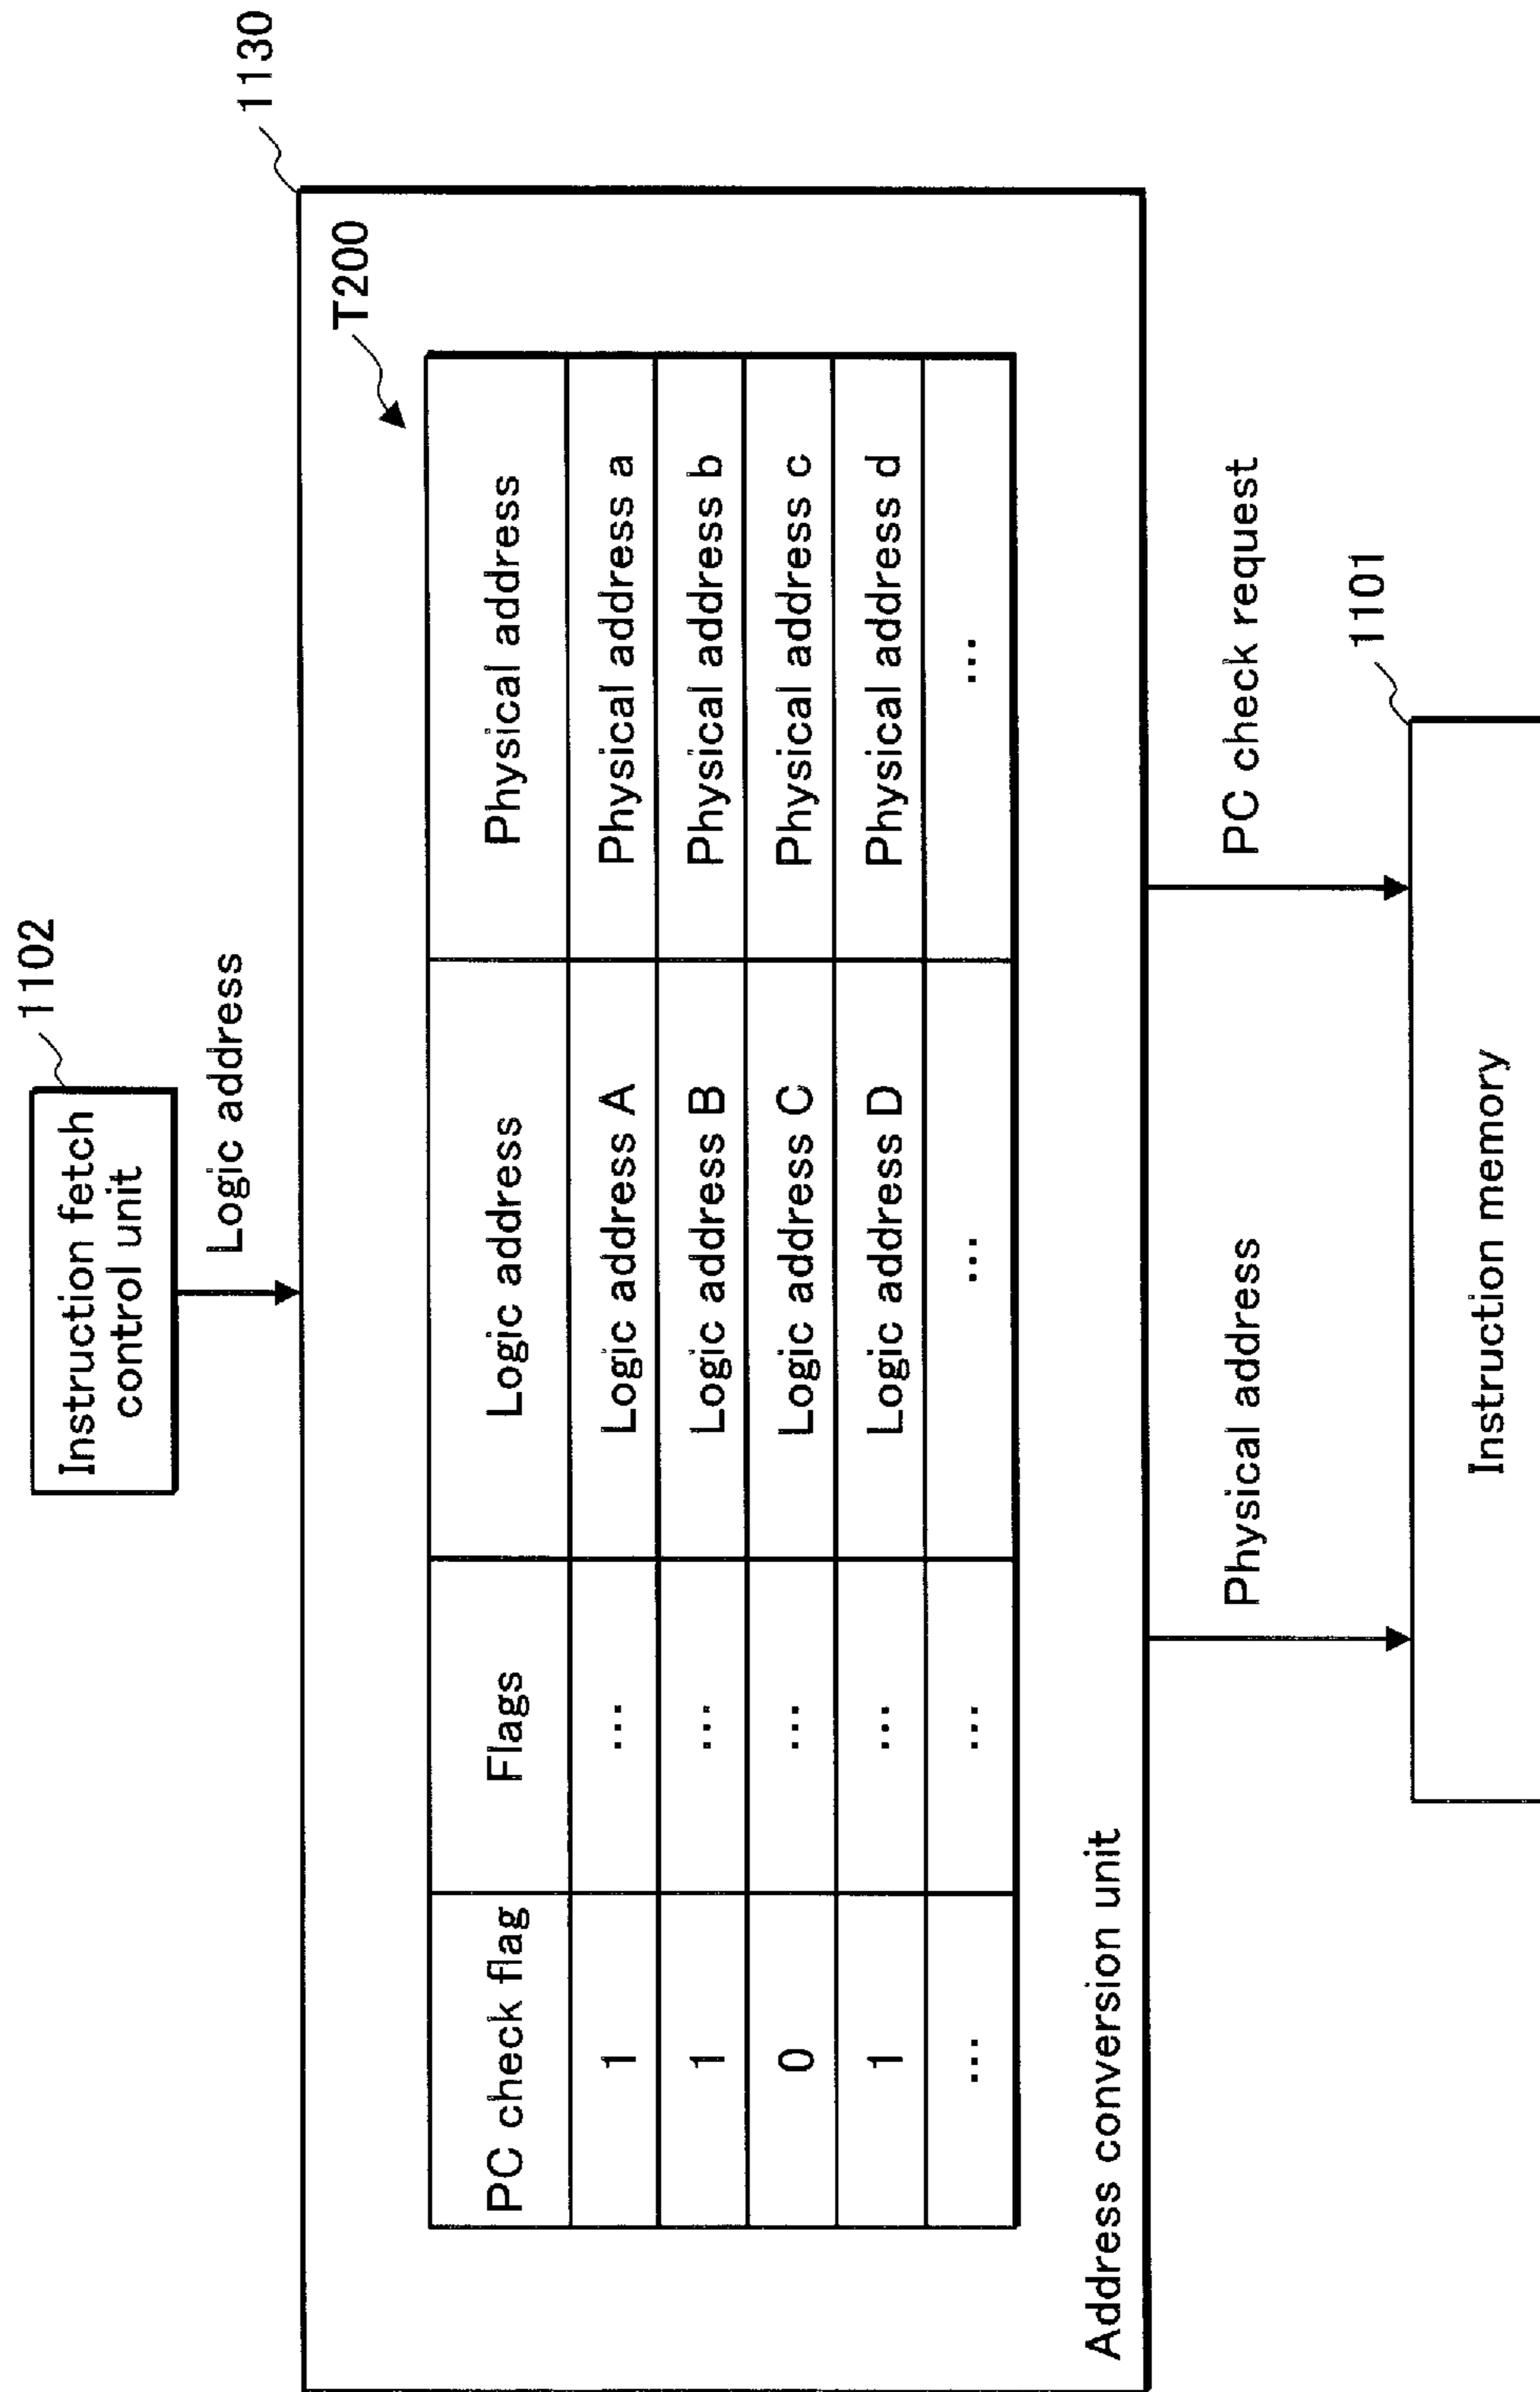 1102
Instruction fetch
control unit
Logic address
1130
T200
PC check flag
Flags
Logic address
Physical address
1
...
Logic address A
Physical address a
1
...
Logic address B
Physical address b
0
...
Logic address C
Physical address c
1
...
Logic address D
Physical address d
...
...
...
...
Address conversion unit
Physical address
PC check request
1101
Instruction memory